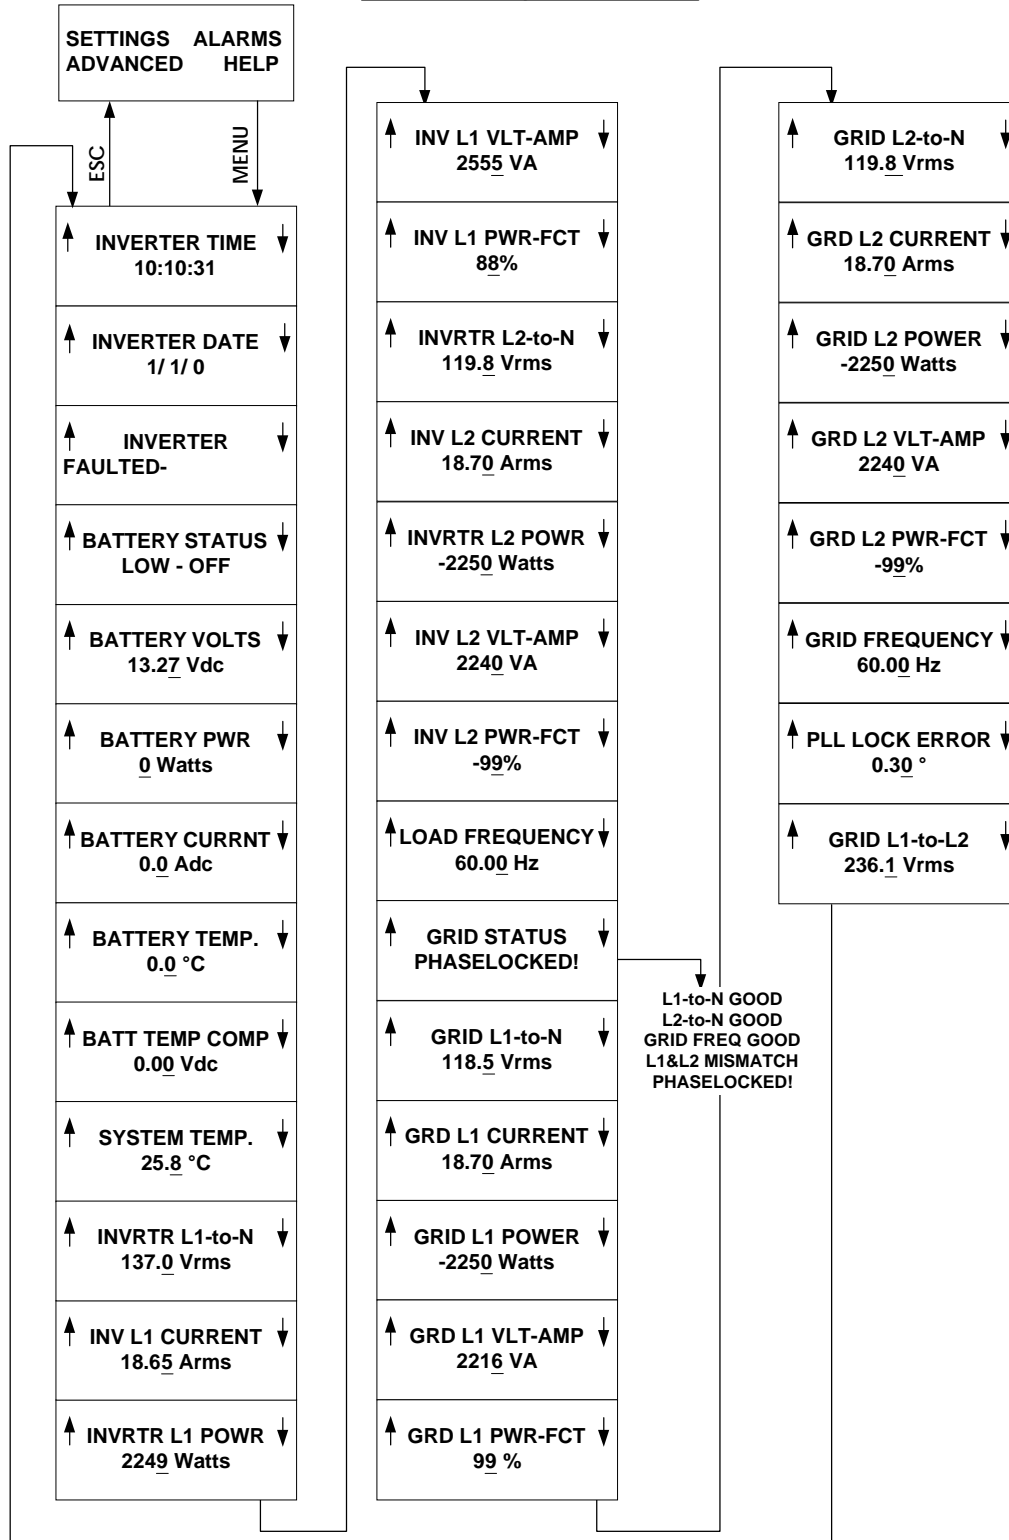 SETTINGS ALARMS
ADVANCED HELP
ESC
MENU
INVERTER TIME
10:10:31
INVERTER DATE
1/ 1/ 0
INVERTER
FAULTED-
BATTERY STATUS
LOW - OFF
BATTERY VOLTS
13.27 Vdc
BATTERY PWR
0 Watts
BATTERY CURRNT
0.0 Adc
BATTERY TEMP.
0.0 °C
BATT TEMP COMP
0.00 Vdc
SYSTEM TEMP.
25.8 °C
INVRTR L1-to-N
137.0 Vrms
INV L1 CURRENT
18.65 Arms
INVRTR L1 POWR
2249 Watts
INV L1 VLT-AMP
2555 VA
INV L1 PWR-FCT
88%
INVRTR L2-to-N
119.8 Vrms
INV L2 CURRENT
18.70 Arms
INVRTR L2 POWR
-2250 Watts
INV L2 VLT-AMP
2240 VA
INV L2 PWR-FCT
-99%
LOAD FREQUENCY
60.00 Hz
GRID STATUS
PHASELOCKED!
L1-to-N GOOD
L2-to-N GOOD
GRID FREQ GOOD
L1&L2 MISMATCH
PHASELOCKED!
GRID L1-to-N
118.5 Vrms
GRD L1 CURRENT
18.70 Arms
GRID L1 POWER
-2250 Watts
GRD L1 VLT-AMP
2216 VA
GRD L1 PWR-FCT
99 %
GRID L2-to-N
119.8 Vrms
GRD L2 CURRENT
18.70 Arms
GRID L2 POWER
-2250 Watts
GRD L2 VLT-AMP
2240 VA
GRD L2 PWR-FCT
-99%
GRID FREQUENCY
60.00 Hz
PLL LOCK ERROR
0.30 °
GRID L1-to-L2
236.1 Vrms